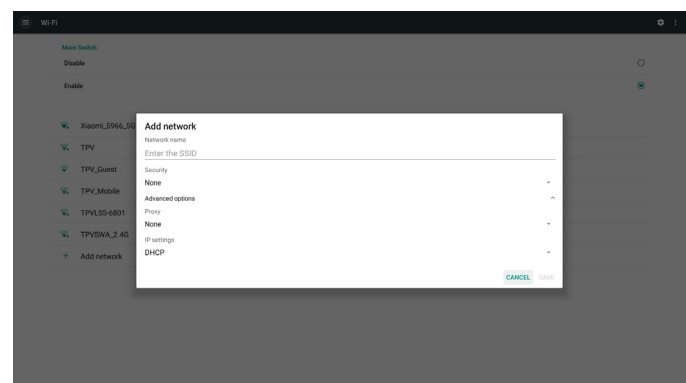 Wi-Fi
Main Switch
Disable
Enable
Xiaomi_5966_5G
TPV
TPV_Guest
TPV_Mobile
TPVLSS-6801
TPVSWA_2.4G
Add network
Add network
Network name
Enter the SSID
Security
None
Advanced options
Proxy
None
IP settings
DHCP
CANCEL SAVE